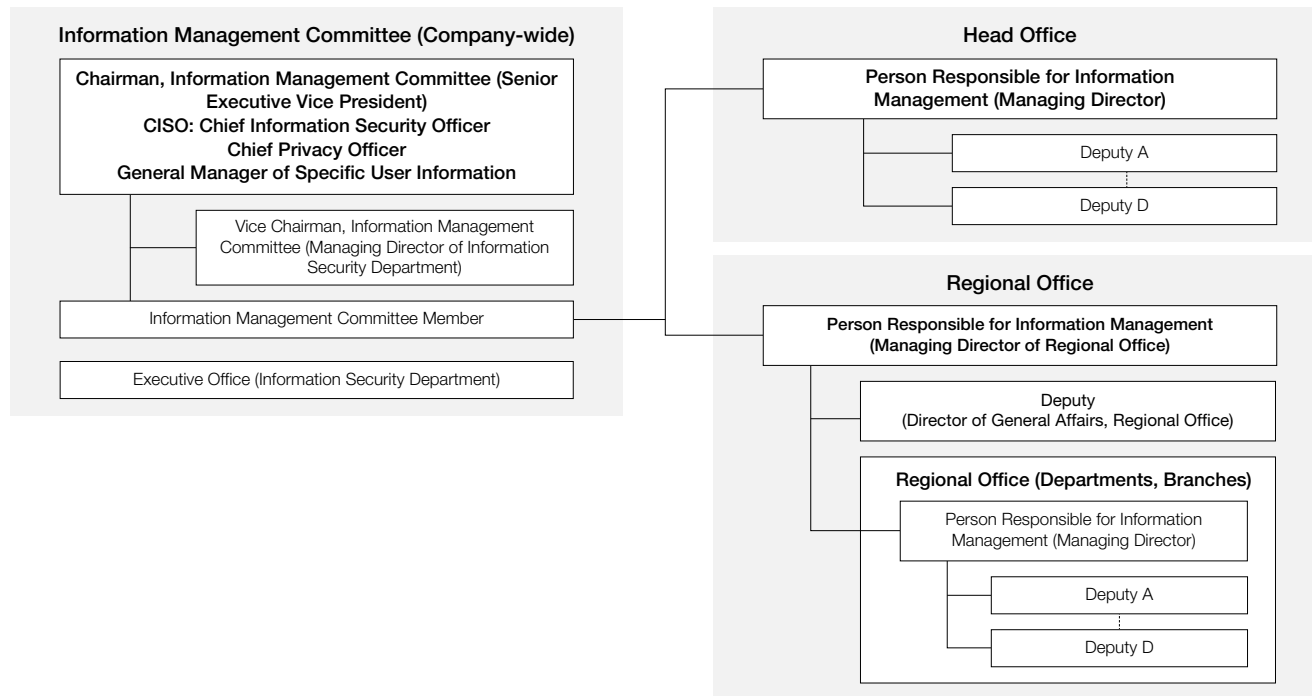 Information Management Committee (Company-wide)
Chairman, Information Management Committee (Senior
Executive Vice President)
CISO: Chief Information Security Officer
Chief Privacy Officer
General Manager of Specific User Information
Vice Chairman, Information Management
Committee (Managing Director of Information
Security Department)
Information Management Committee Member
Executive Office (Information Security Department)
Head Office
Person Responsible for Information
Management (Managing Director)
Deputy A
Deputy D
Regional Office
Person Responsible for Information Management
(Managing Director of Regional Office)
Deputy
(Director of General Affairs, Regional Office)
Regional Office (Departments, Branches)
Person Responsible for Information
Management (Managing Director)
Deputy A
Deputy D